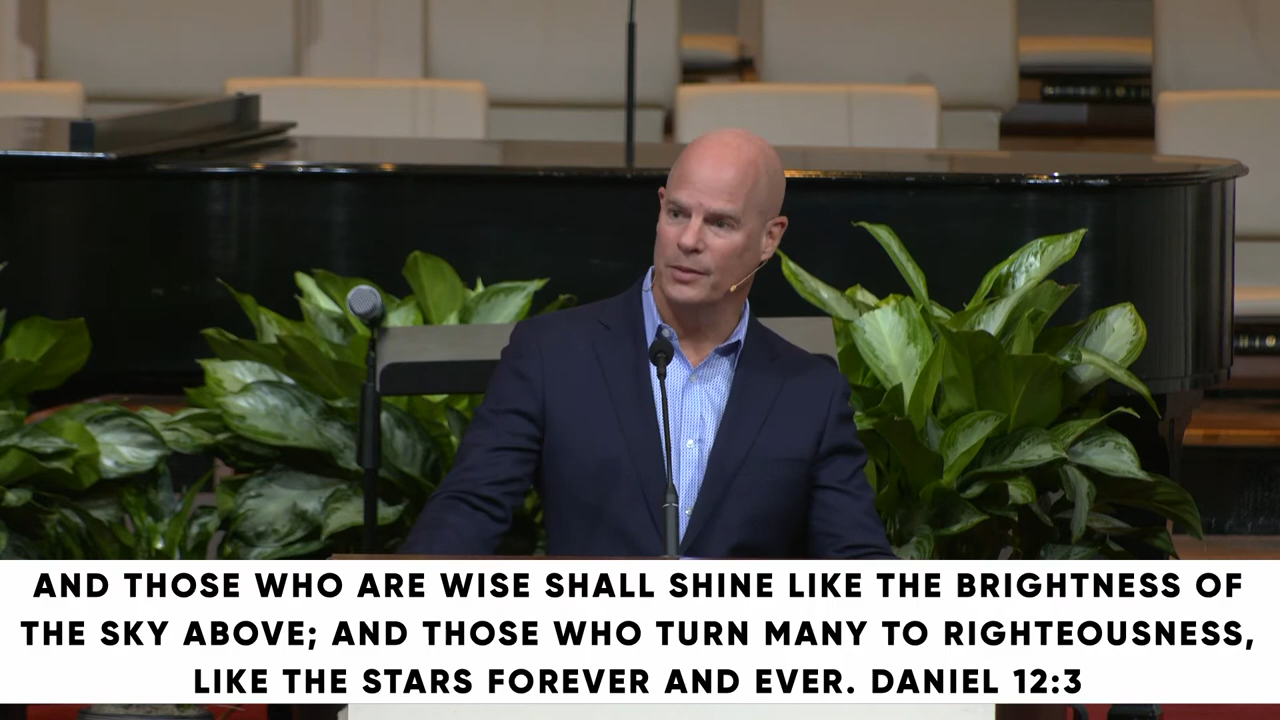 AND THOSE WHO ARE WISE SHALL SHINE LIKE THE BRIGHTNESS OF
THE SKY ABOVE; AND THOSE WHO TURN MANY TO RIGHTEOUSNESS,
LIKE THE STARS FOREVER AND EVER. DANIEL 12:3